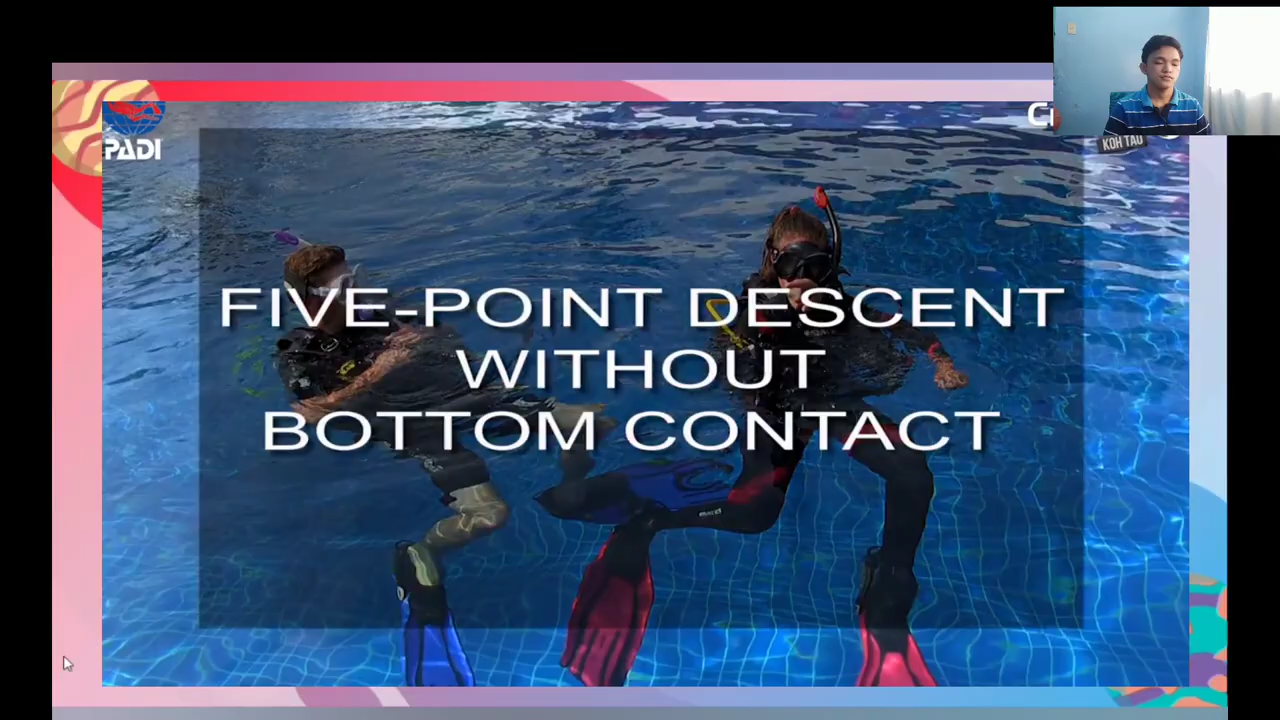 PADI
KOH TAO
FIVE-POINT DESCENT
WITHOUT
BOTTOM CONTACT